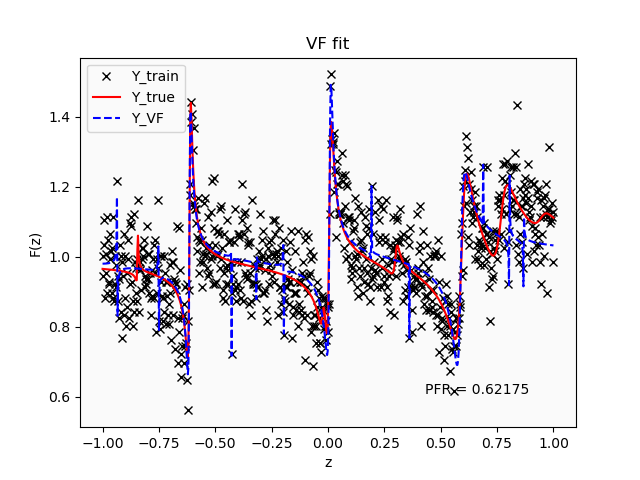 VF fit
Y_train
Y_true
Y_VF
F(z)
1.4
1.2
1.0
0.8
0.6
PFR = 0.62175
−1.00 −0.75 −0.50 −0.25 0.00 0.25 0.50 0.75 1.00
z